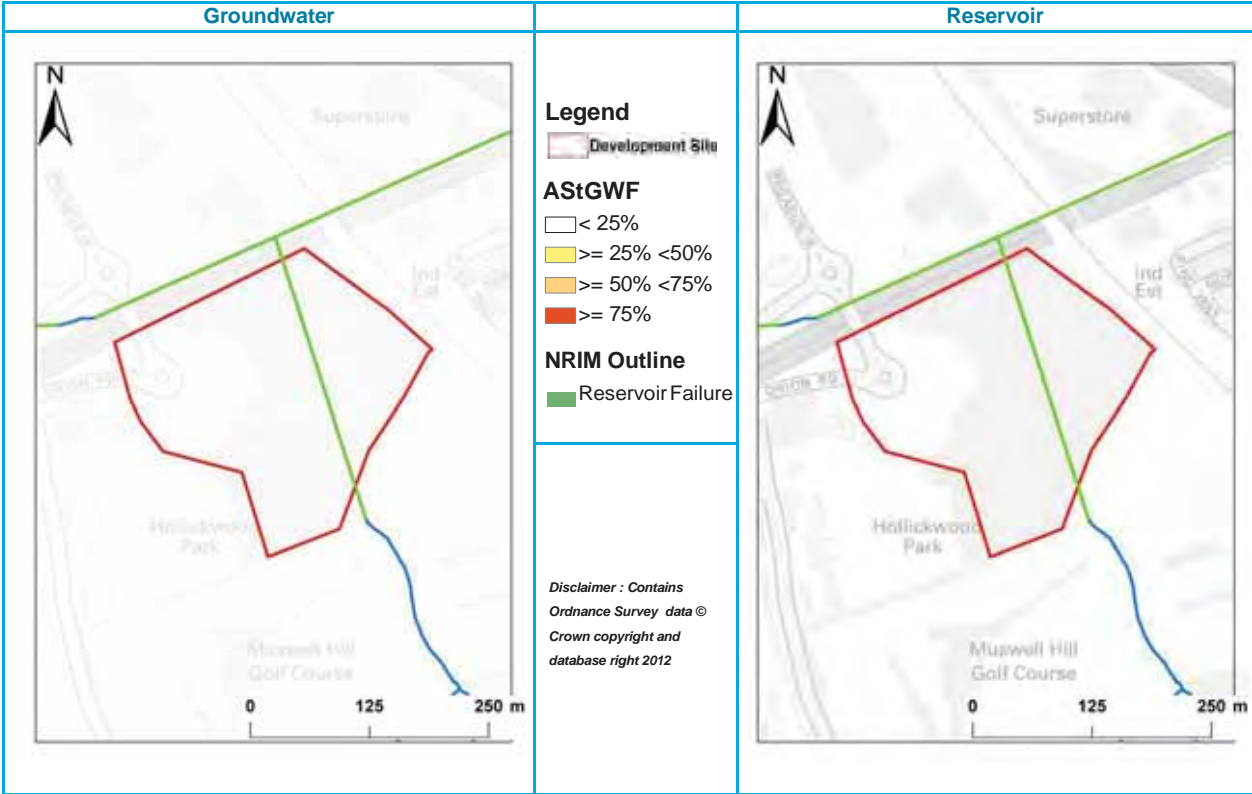 Groundwater
Reservoir
N
Superstore
Ind
Est
Hollickwood
Park
Muswell Hill
Golf Course
0 125 250 m
Legend
Development Site
AStGWF
< 25%
>= 25% <50%
>= 50% <75%
>= 75%
NRIM Outline
Reservoir Failure
Disclaimer : Contains
Ordnance Survey data ©
Crown copyright and
database right 2012
N
Superstore
Ind
Est
Hollickwood
Park
Muswell Hill
Golf Course
0 125 250 m